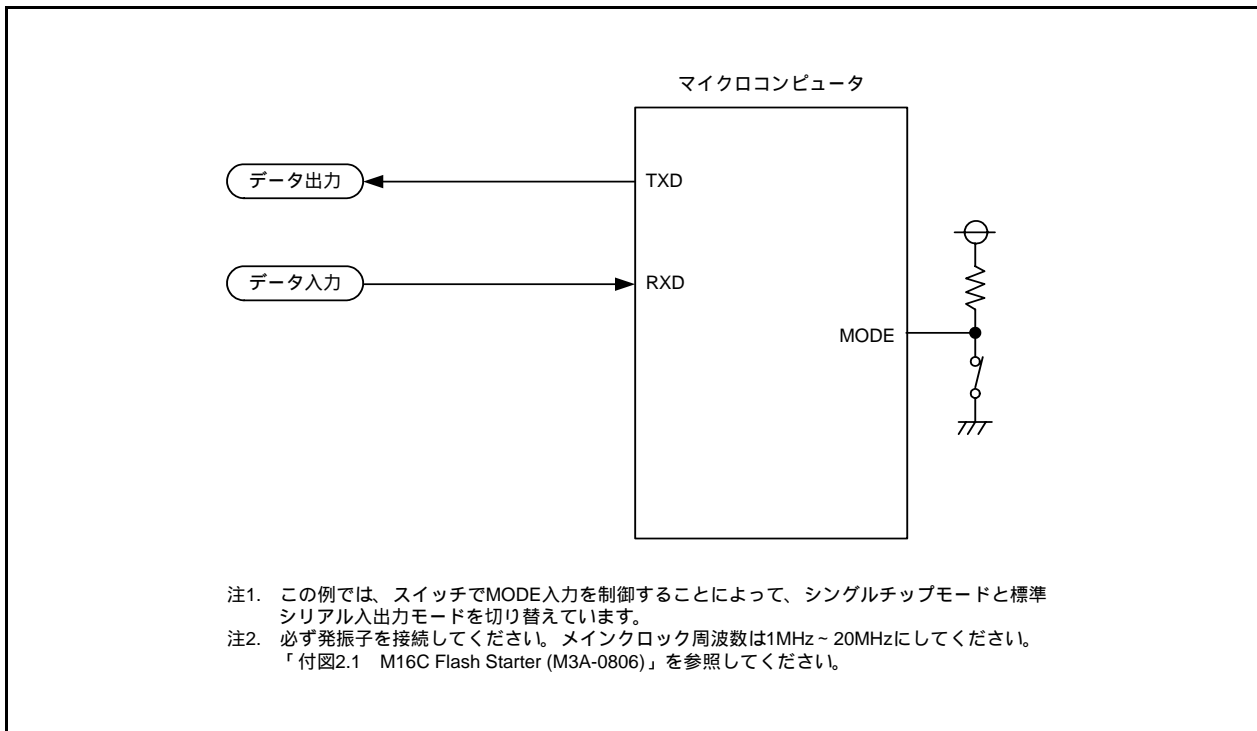 マイクロコンピュータ
データ出力
TXD
データ入力
RXD
MODE
注1. この例では、スイッチでMODE入力を制御することによって、シングルチップモードと標準
シリアル入出力モードを切り替えています。
注2. 必ず発振子を接続してください。メインクロック周波数は1MHz ~ 20MHzにしてください。
「付図2.1 M16C Flash Starter (M3A-0806)」を参照してください。